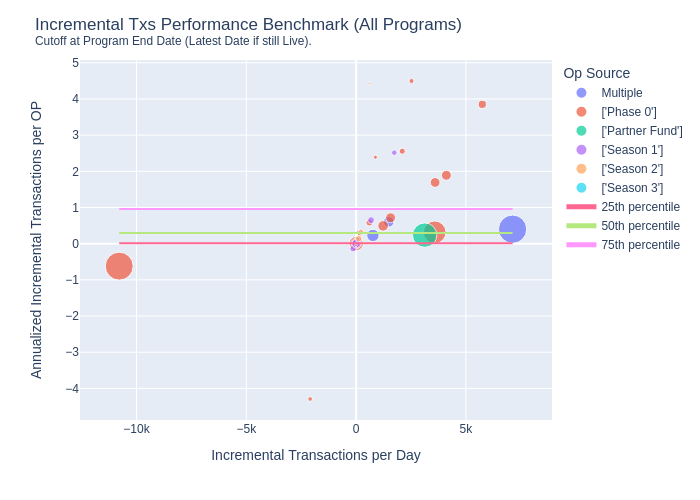 Incremental Txs Performance Benchmark (All Programs)
Cutoff at Program End Date (Latest Date if still Live).
Annualized Incremental Transactions per OP
5
4
3
2
1
0
−1
−2
−3
−4
−10k
−5k
0
5k
Incremental Transactions per Day
Op Source
Multiple
['Phase 0']
['Partner Fund']
['Season 1']
['Season 2']
['Season 3']
25th percentile
50th percentile
75th percentile